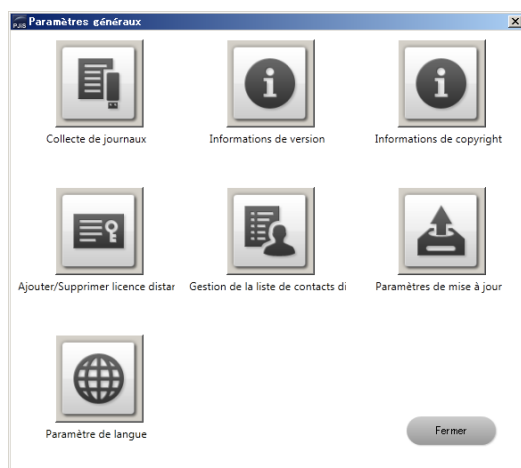 PJIS Paramètres généraux
Collecte de journaux
Informations de version
Informations de copyright
Ajouter/Supprimer licence distar
Gestion de la liste de contacts di
Paramètres de mise à jour
Paramètre de langue
Fermer